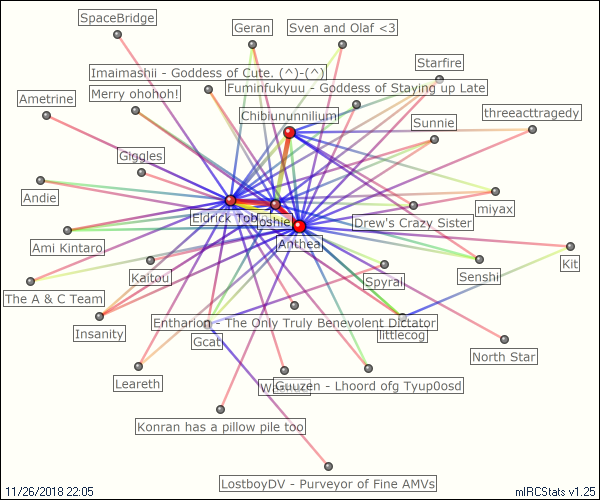 SpaceBridge
Geran
Sven and Olaf <3
Starfire
Imaimashii - Goddess of Cute. (^)-(^)
Fuminfukyuu - Goddess of Staying up Late
Ametrine
Merry ohohoh!
Chibiununnilium
threeacttragedy
Sunnie
Giggles
Andie
miyax
Eldrick Tob
Yoshie
Drew's Crazy Sister
Ami Kintaro
Anthea
Kaitou
Senshi
Kit
The A & C Team
Spyral
Insanity
Entharion - The Only Truly Benevolent Dictator
Gcat
littlecog
North Star
Leareth
Guuzen - Lhoord ofg Tyup0osd
Konran has a pillow pile too
LostboyDV - Purveyor of Fine AMVs
11/26/2018 22:05
mIRCStats v1.25